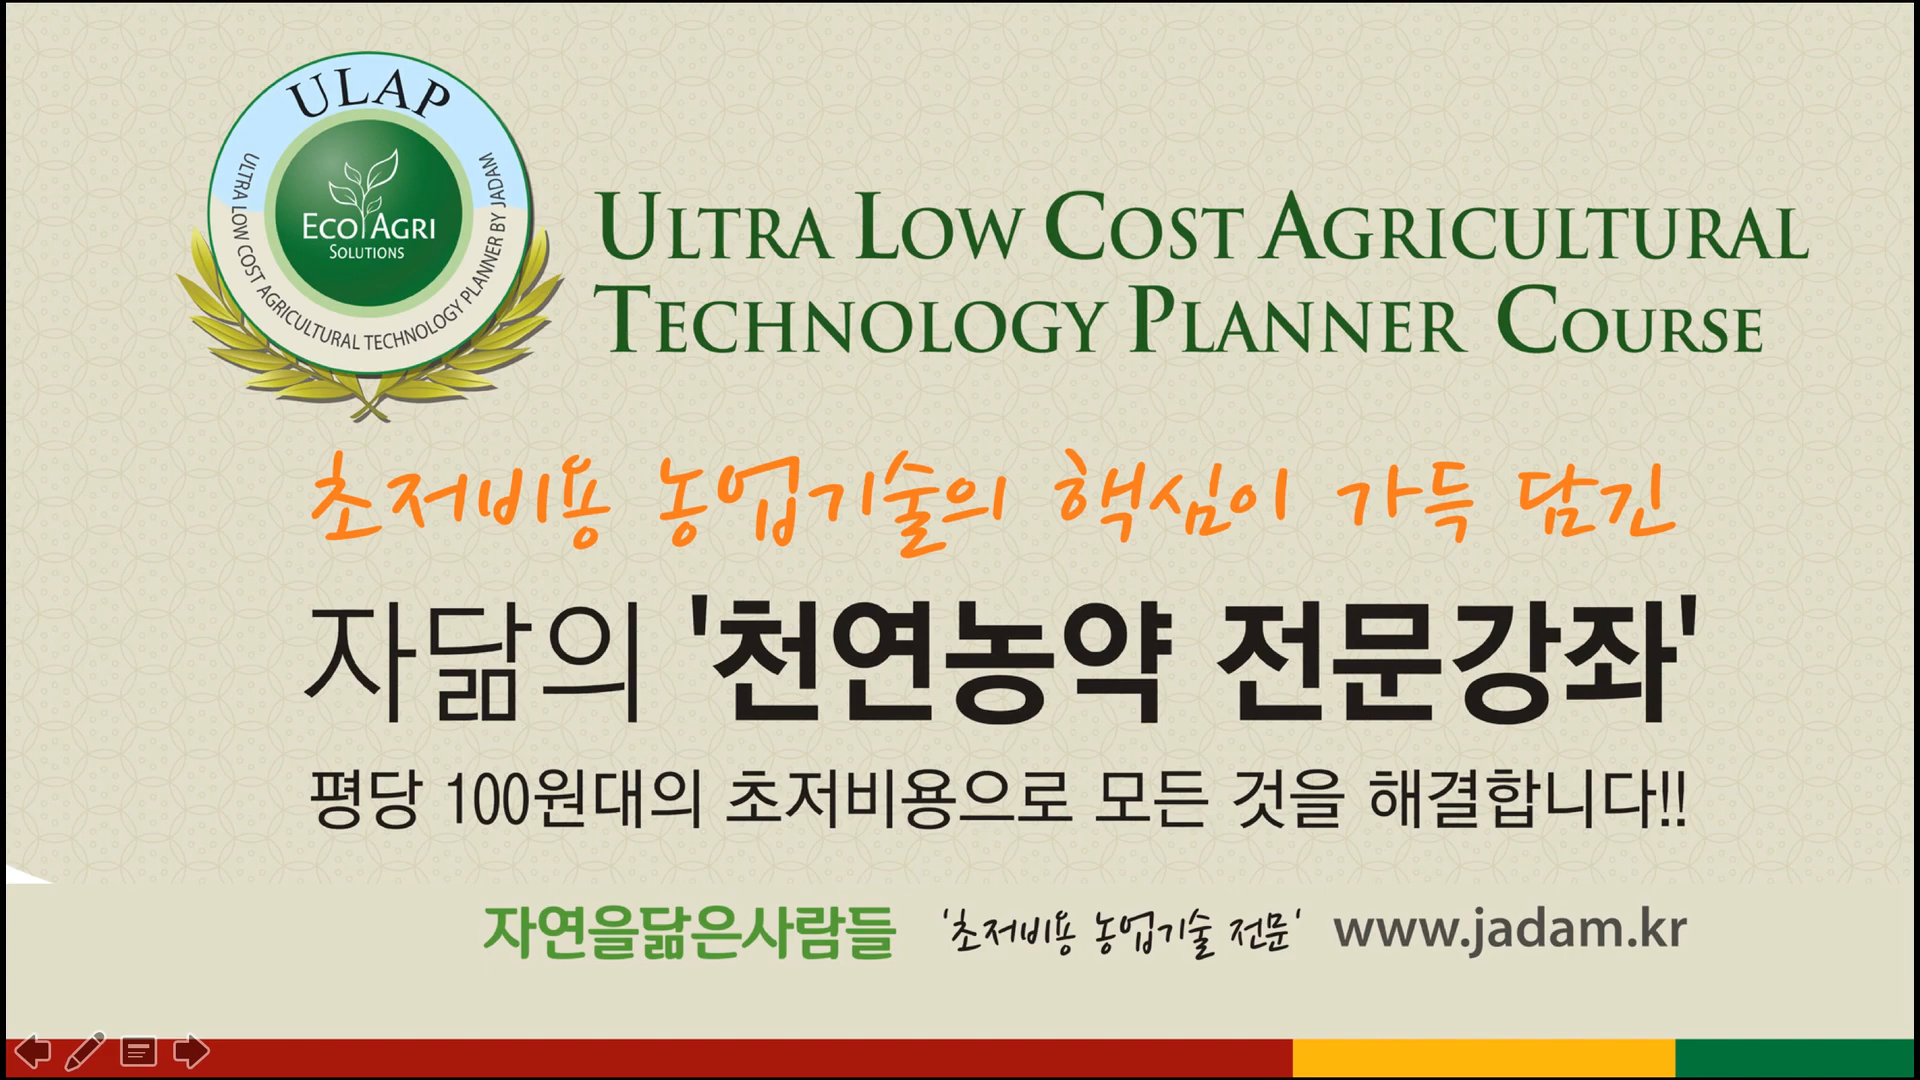 ULAP
ULTRA LOW COST AGRICULTURAL TECHNOLOGY PLANNER BY JADAM
ECO AGRI
SOLUTIONS
ULTRA LOW COST AGRICULTURAL
TECHNOLOGY PLANNER COURSE
초저비용 농업기술의 핵심이 가득 담긴
자닮의 '천연농약 전문강좌'
평당 100원대의 초저비용으로 모든 것을 해결합니다!!
자연을닮은사람들 '초저비용 농업기술 전문' www.jadam.kr